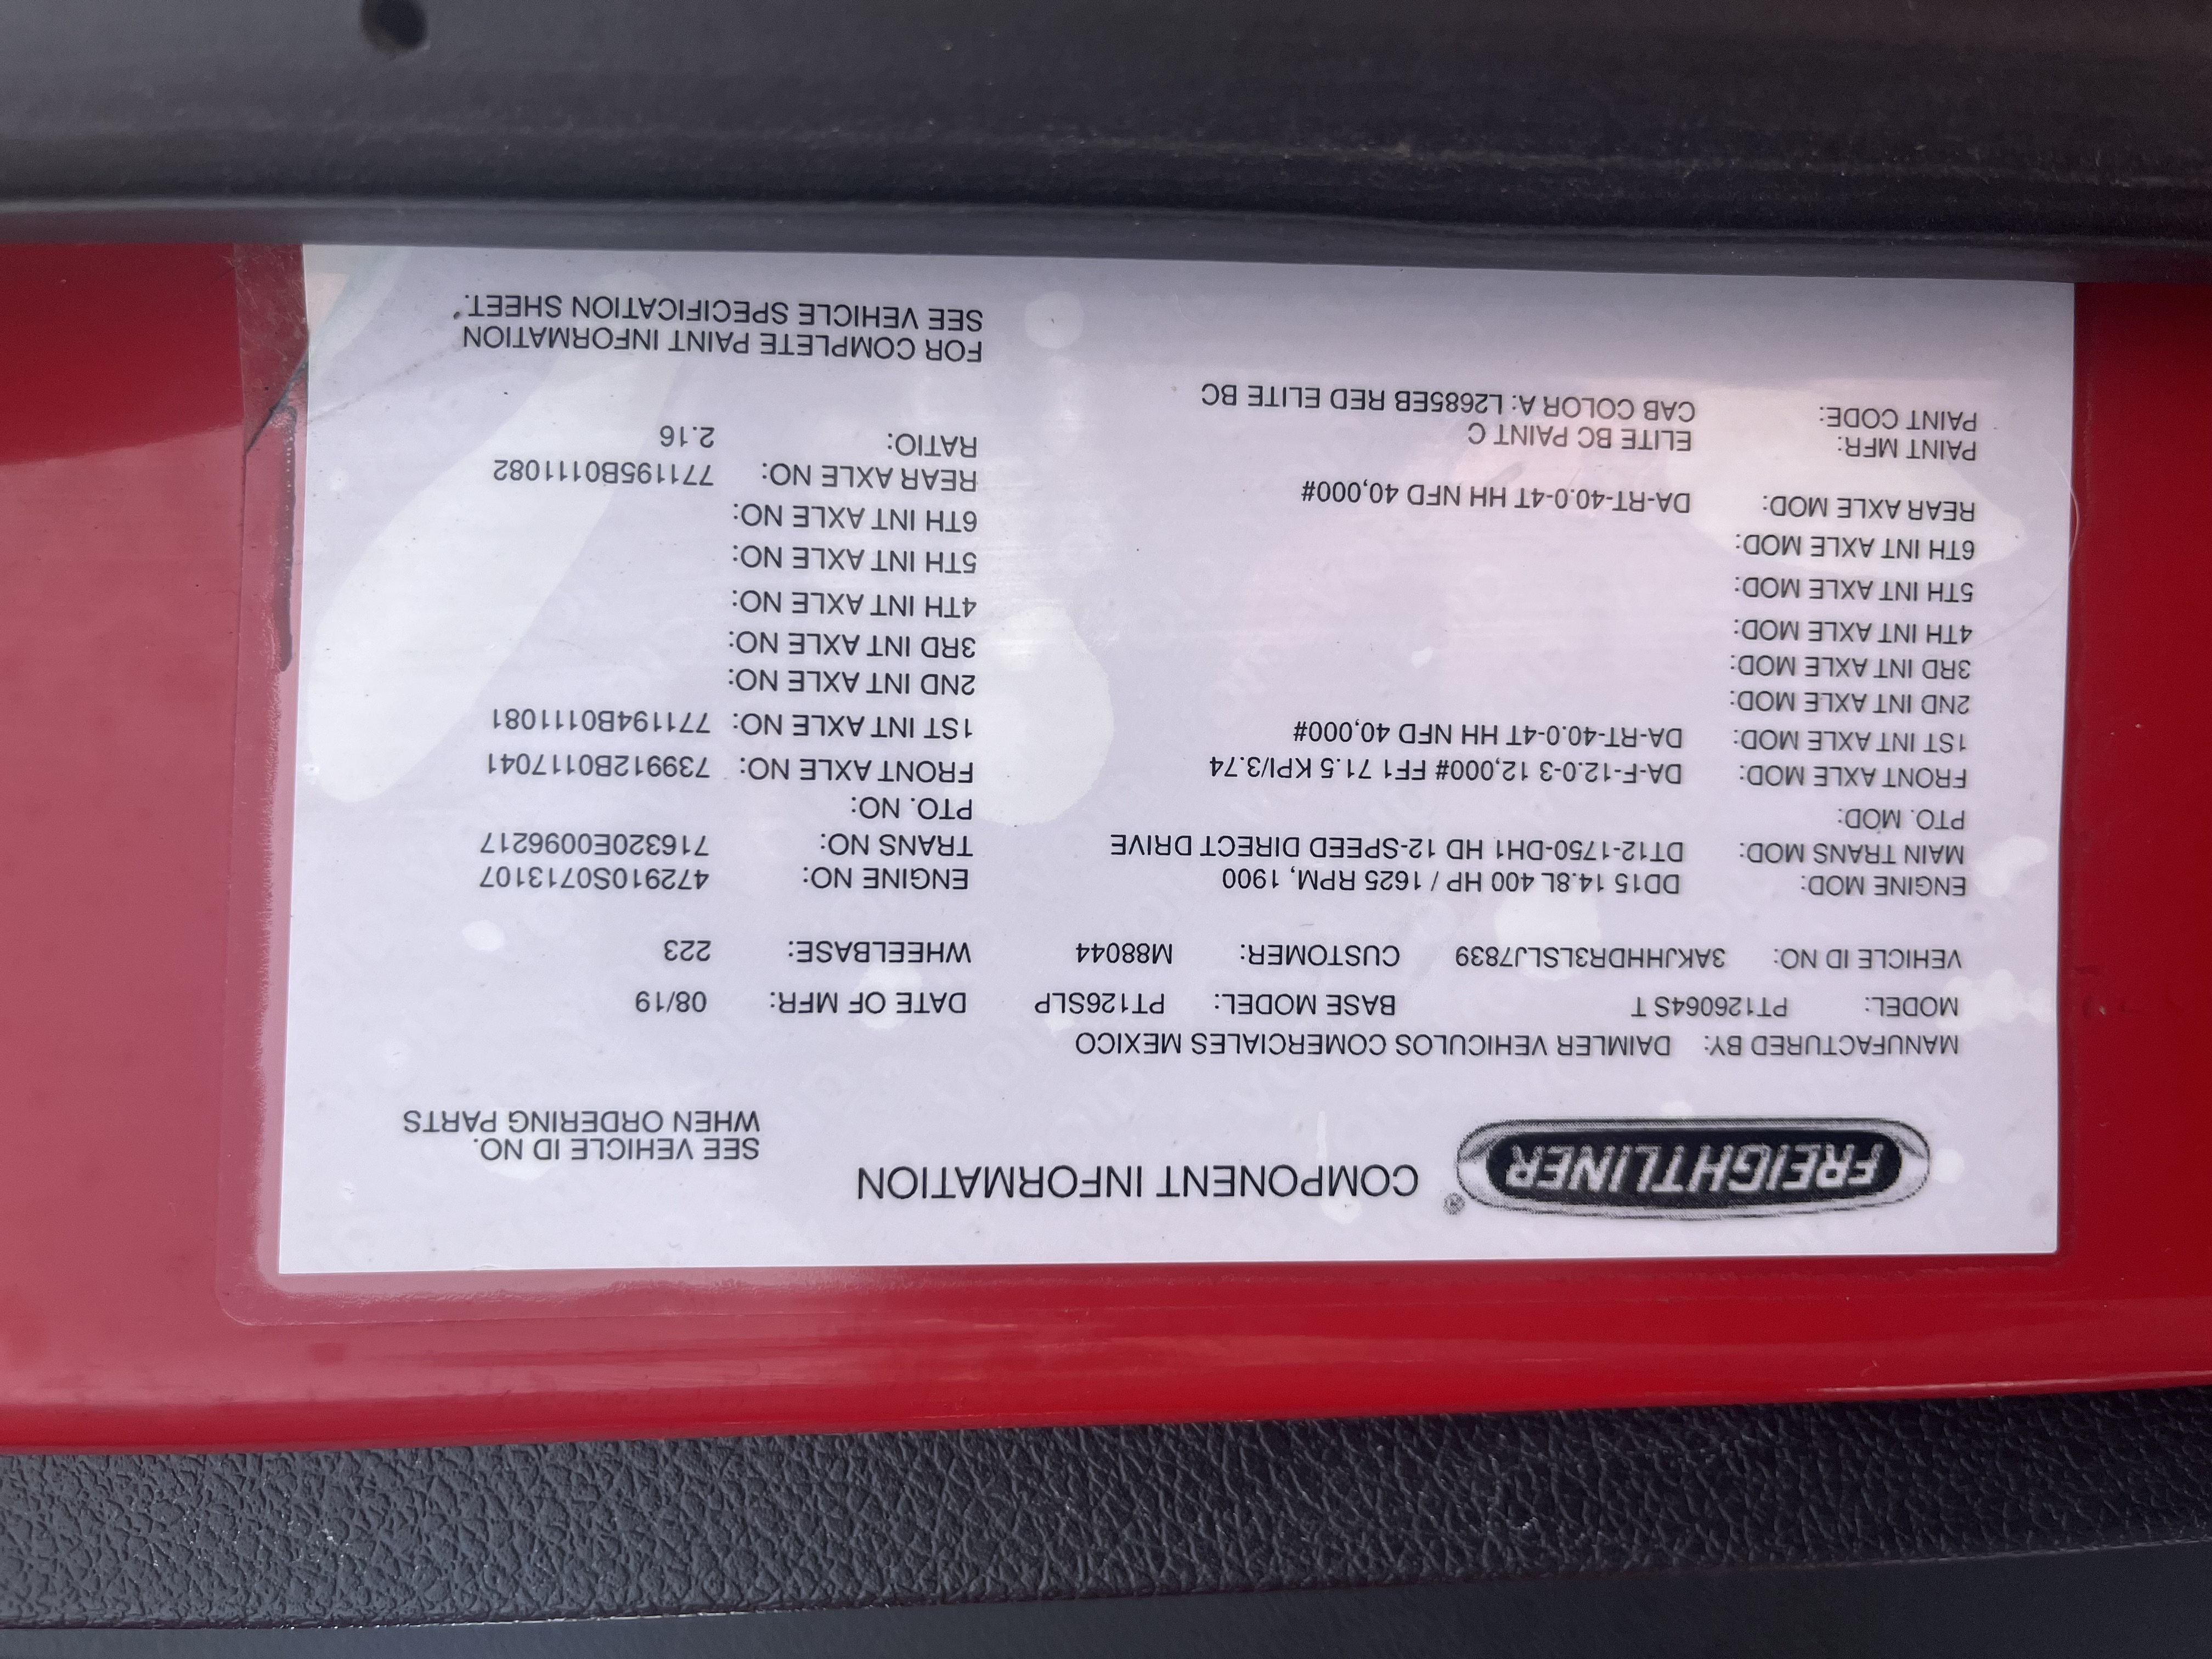 FREIGHTLINER® COMPONENT INFORMATION SEE VEHICLE ID NO.
WHEN ORDERING PARTS
MANUFACTURED BY: DAIMLER VEHICULOS COMERCIALES MEXICO
MODEL: PT126064S T BASE MODEL: PT126SLP DATE OF MFR: 08/19
VEHICLE ID NO: 3AKJHHDR3LSLJ7839 CUSTOMER: M88044 WHEELBASE: 223
ENGINE MOD: DD15 14.8L 400 HP / 1625 RPM, 1900 ENGINE NO: 472910S0713107
MAIN TRANS MOD: DT12-1750-DH1 HD 12-SPEED DIRECT DRIVE TRANS NO: 716320E0096217
PTO. MOD: PTO. NO:
FRONT AXLE MOD: DA-F-12.0-3 12,000# FF1 71.5 KPI/3.74 FRONT AXLE NO: 739912B0117041
1ST INT AXLE MOD: DA-RT-40.0-4T HH NFD 40,000# 1ST INT AXLE NO: 771194B0111081
2ND INT AXLE MOD: 2ND INT AXLE NO:
3RD INT AXLE MOD: 3RD INT AXLE NO:
4TH INT AXLE MOD: 4TH INT AXLE NO:
5TH INT AXLE MOD: 5TH INT AXLE NO:
6TH INT AXLE MOD: 6TH INT AXLE NO:
REAR AXLE MOD: DA-RT-40.0-4T HH NFD 40,000# REAR AXLE NO: 771195B0111082
RATIO: 2.16
PAINT MFR: ELITE BC PAINT C
PAINT CODE: CAB COLOR A: L2685EB RED ELITE BC
FOR COMPLETE PAINT INFORMATION
SEE VEHICLE SPECIFICATION SHEET.